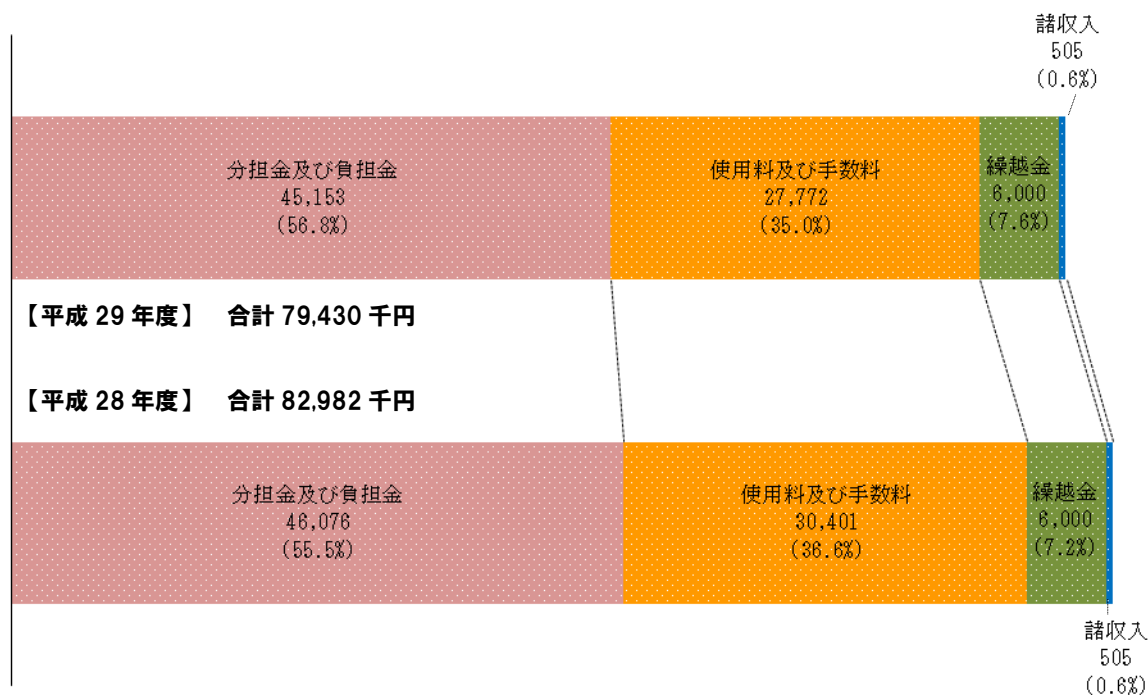 諸収入
505
(0.6%)
分担金及び負担金
45,153
(56.8%)
使用料及び手数料
27,772
(35.0%)
繰越金
6,000
(7.6%)
【平成 29 年度】 合計 79,430 千円
【平成 28 年度】 合計 82,982 千円
分担金及び負担金
46,076
(55.5%)
使用料及び手数料
30,401
(36.6%)
繰越金
6,000
(7.2%)
諸収入
505
(0.6%)